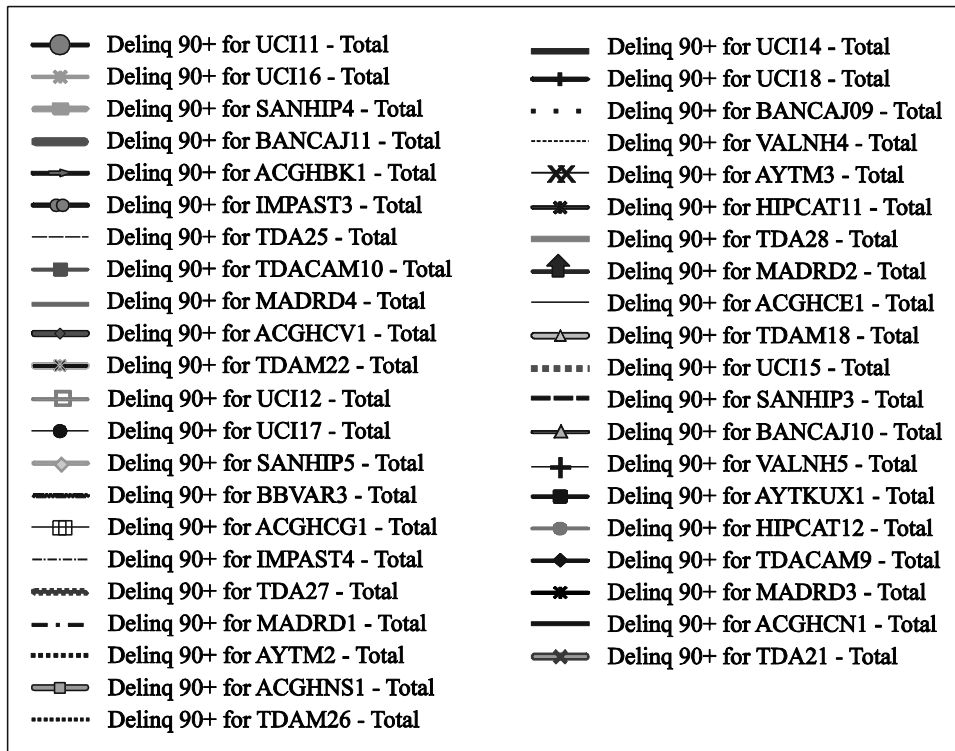 Delinq 90+ for UCI11 - Total
Delinq 90+ for UCI16 - Total
Delinq 90+ for SANHIP4 - Total
Delinq 90+ for BANCAJ11 - Total
Delinq 90+ for ACGHBK1 - Total
Delinq 90+ for IMPAST3 - Total
Delinq 90+ for TDA25 - Total
Delinq 90+ for TDACAM10 - Total
Delinq 90+ for MADRD4 - Total
Delinq 90+ for ACGHCV1 - Total
Delinq 90+ for TDAM22 - Total
Delinq 90+ for UCI12 - Total
Delinq 90+ for UCI17 - Total
Delinq 90+ for SANHIP5 - Total
Delinq 90+ for BBVAR3 - Total
Delinq 90+ for ACGHCG1 - Total
Delinq 90+ for IMPAST4 - Total
Delinq 90+ for TDA27 - Total
Delinq 90+ for MADRD1 - Total
Delinq 90+ for AYTM2 - Total
Delinq 90+ for ACGHNS1 - Total
Delinq 90+ for TDAM26 - Total
Delinq 90+ for UCI14 - Total
Delinq 90+ for UCI18 - Total
Delinq 90+ for BANCAJ09 - Total
Delinq 90+ for VALNH4 - Total
Delinq 90+ for AYTM3 - Total
Delinq 90+ for HIPCAT11 - Total
Delinq 90+ for TDA28 - Total
Delinq 90+ for MADRD2 - Total
Delinq 90+ for ACGHCE1 - Total
Delinq 90+ for TDAM18 - Total
Delinq 90+ for UCI15 - Total
Delinq 90+ for SANHIP3 - Total
Delinq 90+ for BANCAJ10 - Total
Delinq 90+ for VALNH5 - Total
Delinq 90+ for AYTKUX1 - Total
Delinq 90+ for HIPCAT12 - Total
Delinq 90+ for TDACAM9 - Total
Delinq 90+ for MADRD3 - Total
Delinq 90+ for ACGHCN1 - Total
Delinq 90+ for TDA21 - Total